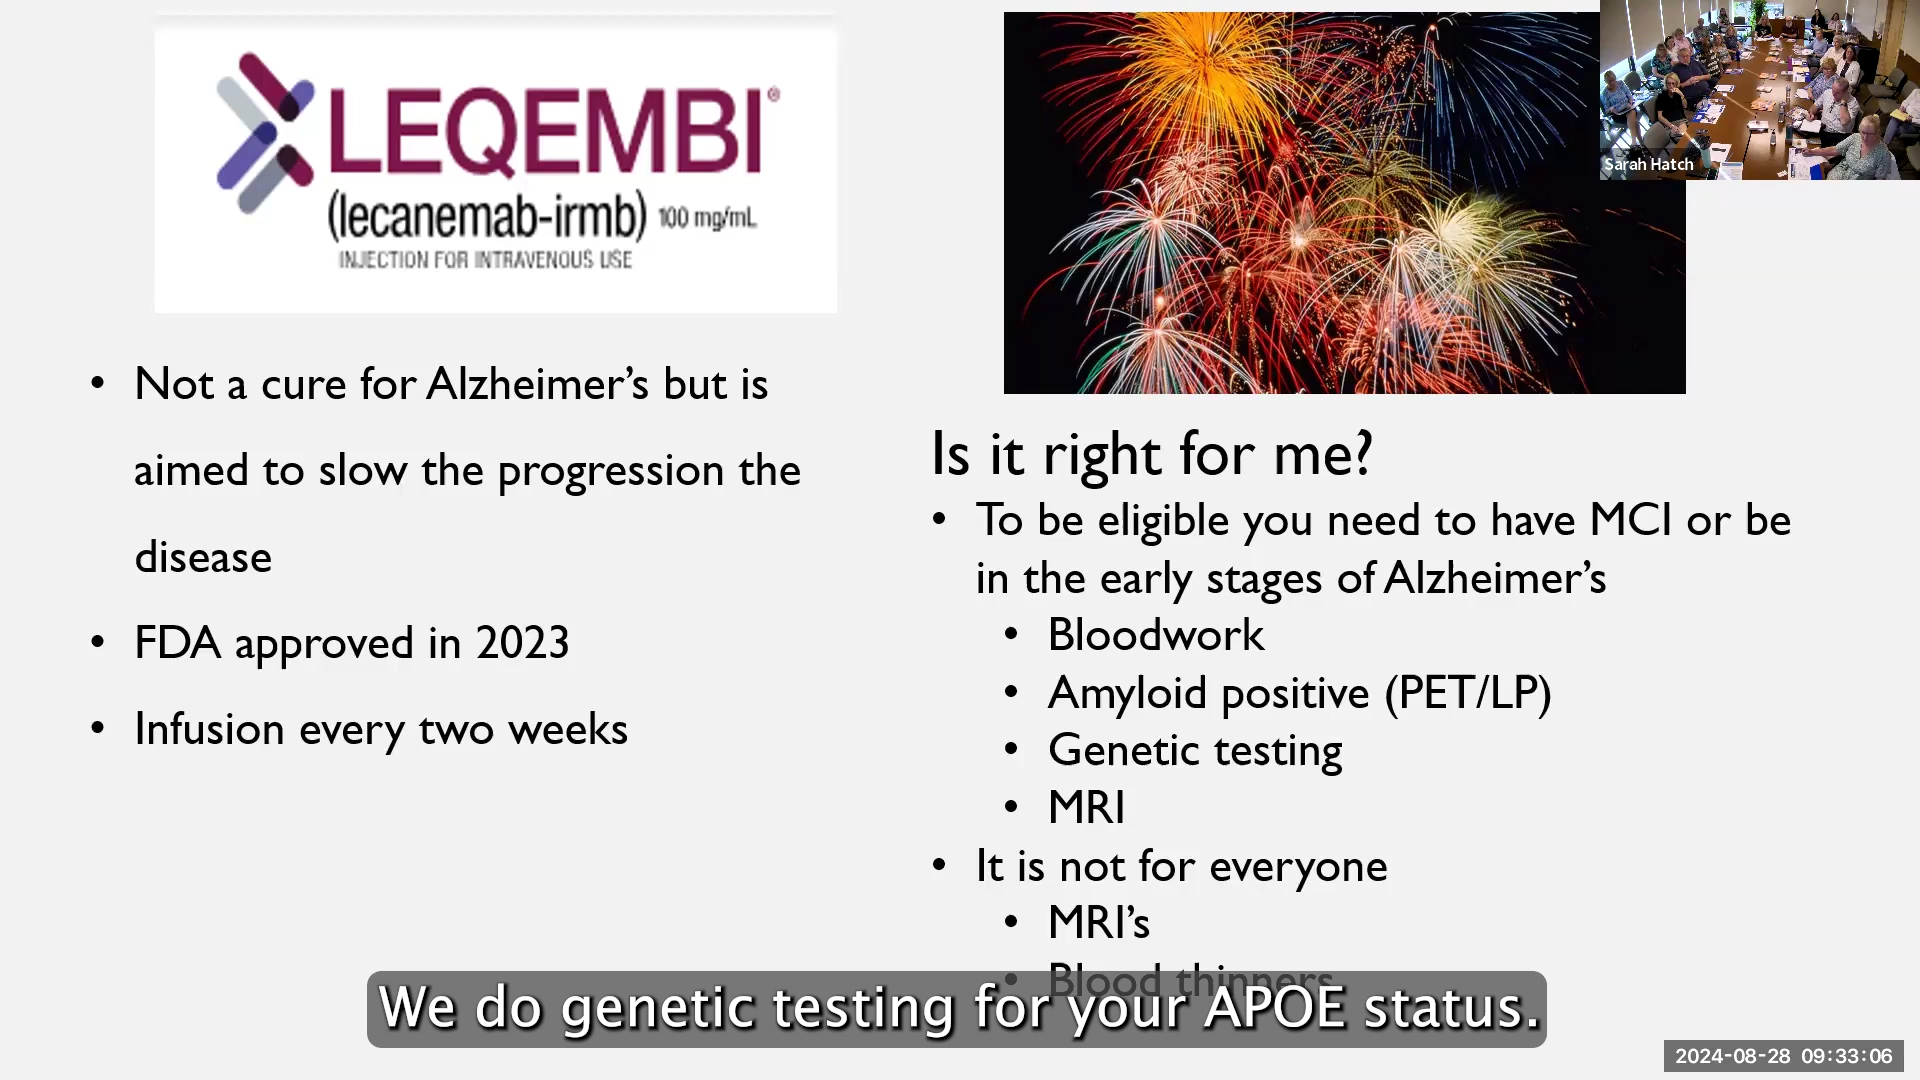 LEQEMBI®
(lecanemab-irmb) 100 mg/mL
INJECTION FOR INTRAVENOUS USE
• Not a cure for Alzheimer’s but is
aimed to slow the progression the
disease
• FDA approved in 2023
• Infusion every two weeks
Sarah Hatch
Is it right for me?
• To be eligible you need to have MCI or be
in the early stages of Alzheimer’s
• Bloodwork
• Amyloid positive (PET/LP)
• Genetic testing
• MRI
• It is not for everyone
• MRI’s
• Blood thinners
We do genetic testing for your APOE status.
2024-08-28 09:33:06